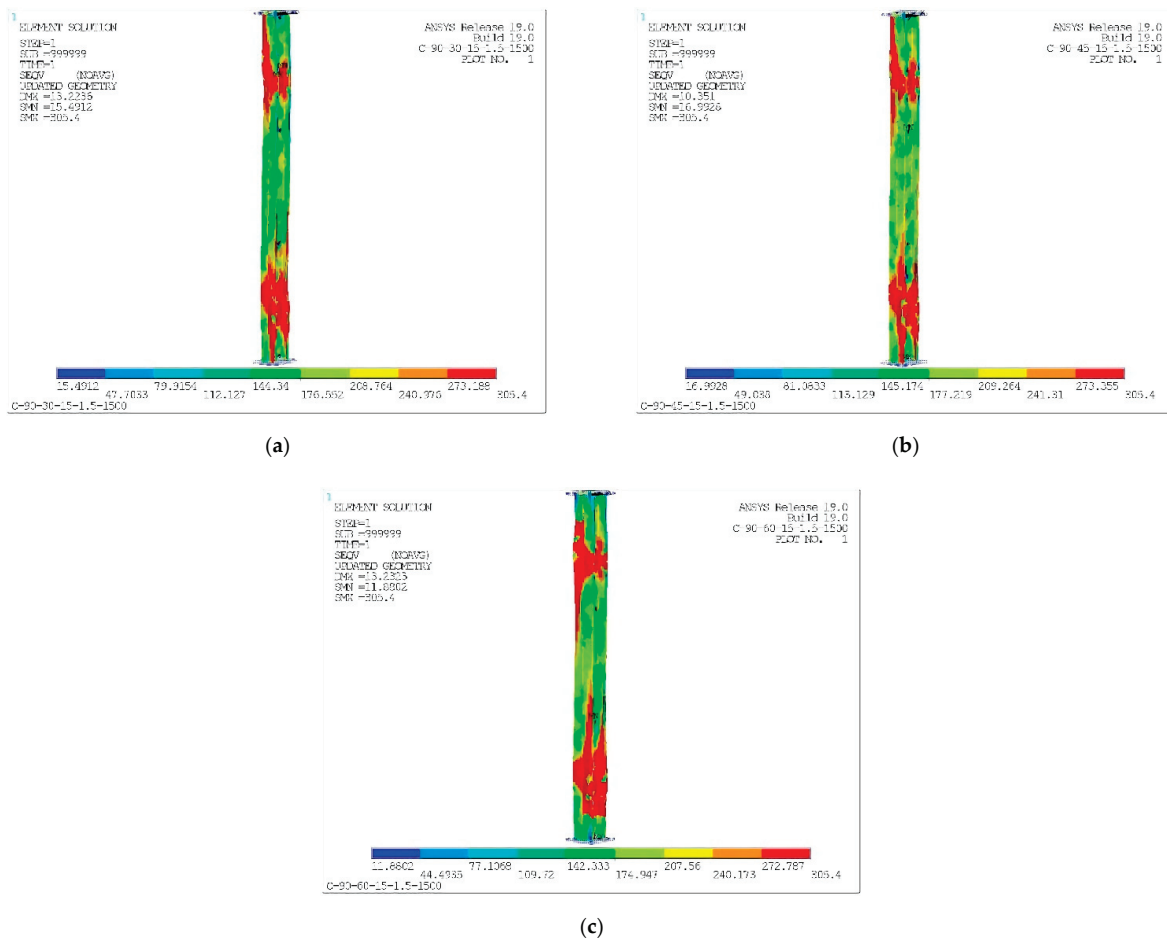 1
ELEMENT SOLUTION
STEP=1
SUB =999999
TIME=1
SEQV (NOAVG)
UPDATED GEOMETRY
DMX =13.2236
SMN =15.4912
SMX =305.4
ANSYS Release 19.0
Build 19.0
C 90-30-15-1.5-1500
PLOT NO. 1
15.4912 79.9154 144.34 208.764 273.188
47.7033 112.127 176.552 240.976 305.4
C-90-30-15-1.5-1500
(a)
1
ELEMENT SOLUTION
STEP=1
SUB =999999
TIME=1
SEQV (NOAVG)
UPDATED GEOMETRY
DMX =10.351
SMN =16.9928
SMX =305.4
ANSYS Release 19.0
Build 19.0
C 90-45-15-1.5-1500
PLOT NO. 1
16.9928 81.0833 145.174 209.264 273.355
49.038 113.129 177.219 241.31 305.4
C-90-45-15-1.5-1500
(b)
1
ELEMENT SOLUTION
STEP=1
SUB =999999
TIME=1
SEQV (NOAVG)
UPDATED GEOMETRY
DMX =13.2323
SMN =11.8802
SMX =305.4
ANSYS Release 19.0
Build 19.0
C 90-60-15-1.5-1500
PLOT NO. 1
11.8802 77.1068 142.333 207.56 272.787
44.4935 109.72 174.947 240.173 305.4
C-90-60-15-1.5-1500
(c)